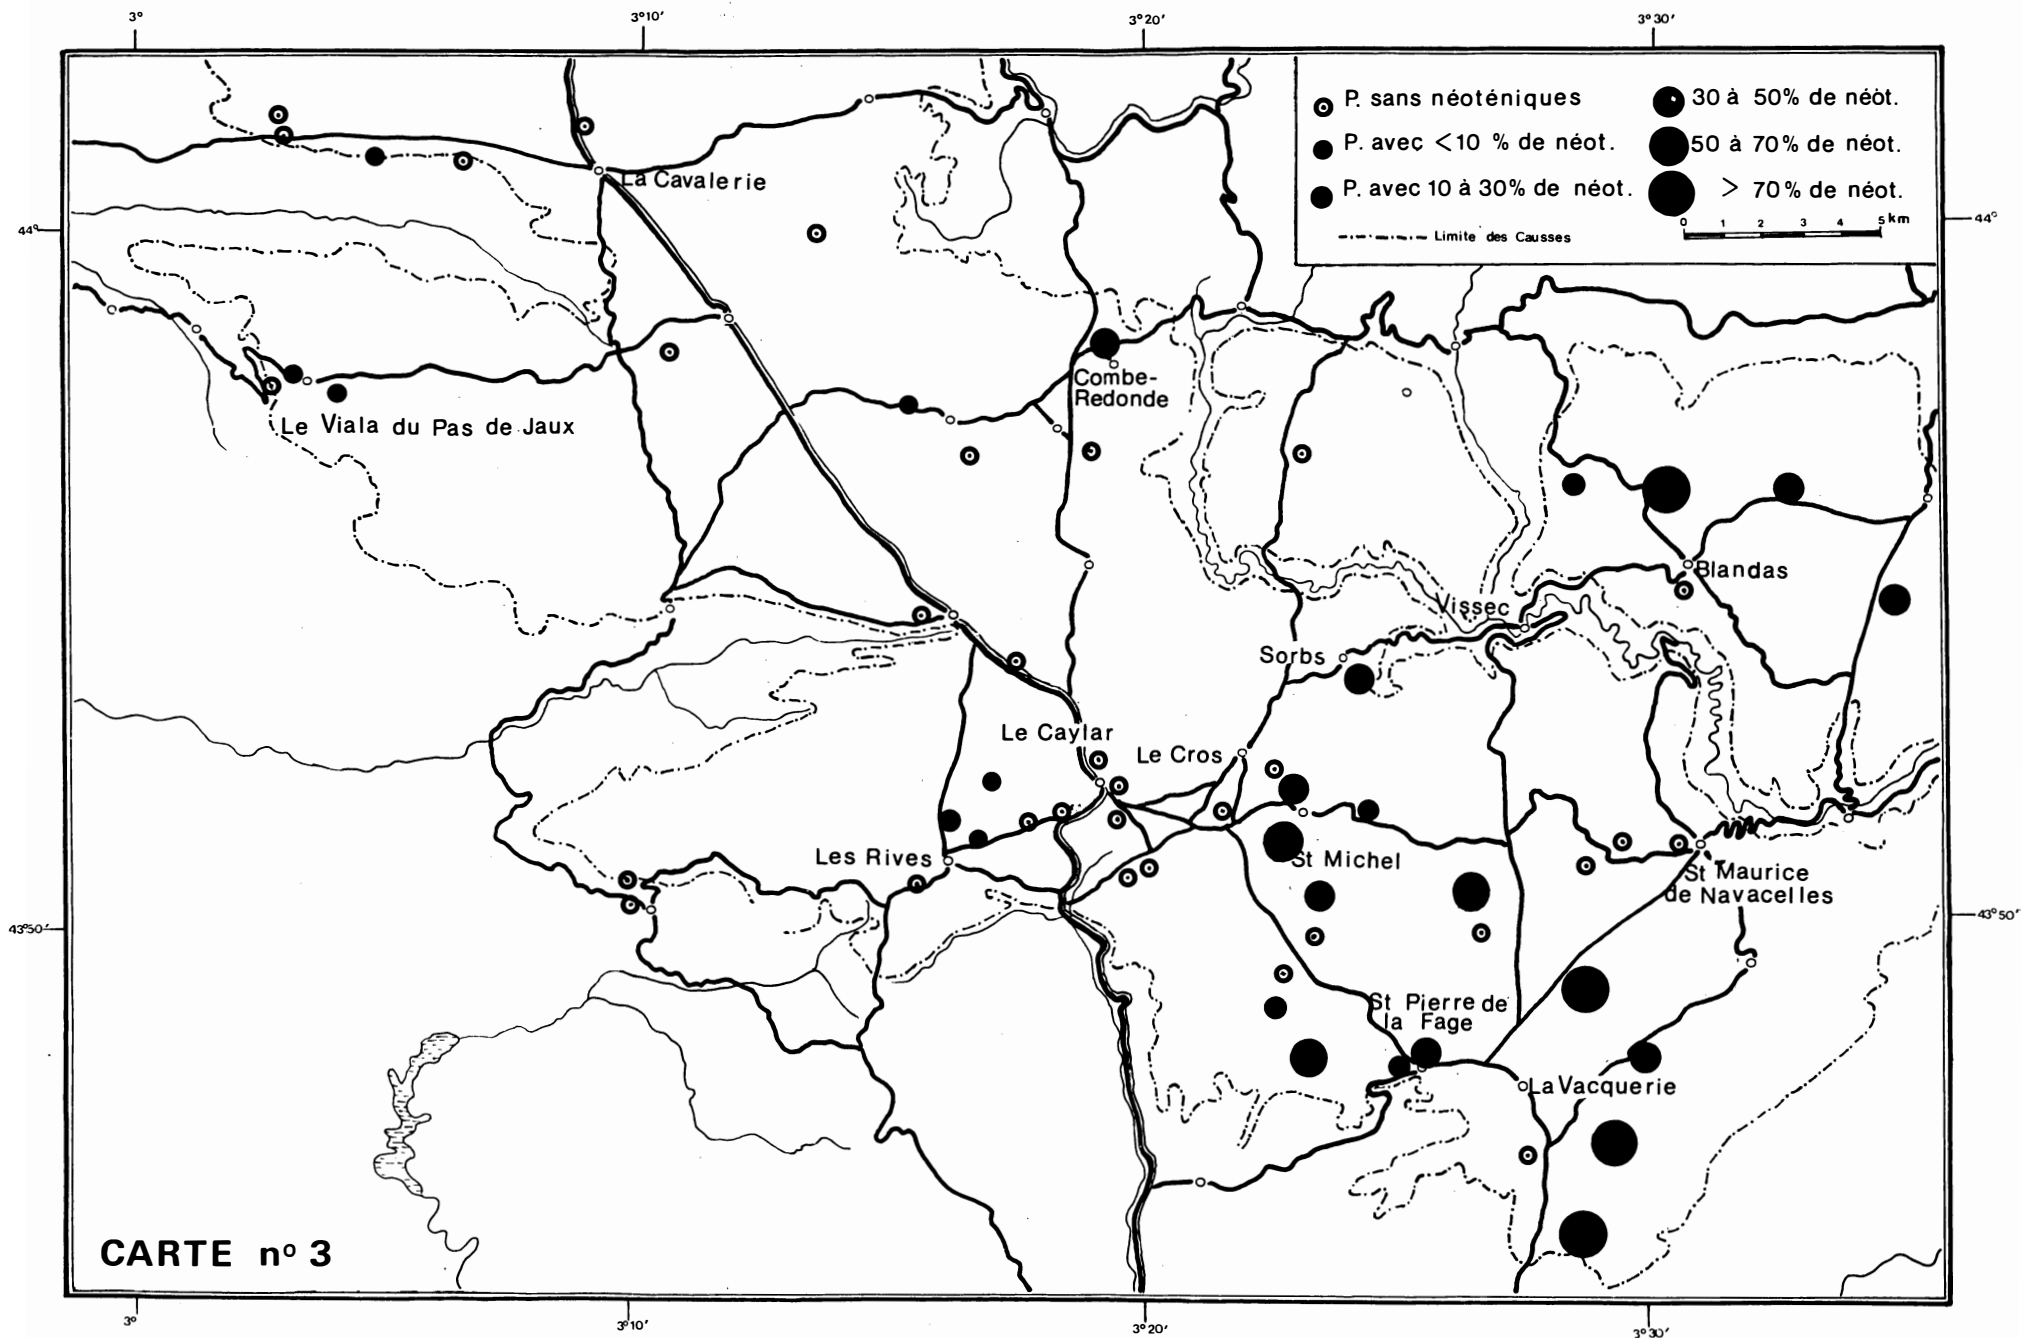 3°
3°10'
3°20'
3°30'
P. sans néoténiques
30 à 50% de néot.
P. avec <10 % de néot.
50 à 70% de néot.
P. avec 10 à 30% de néot.
> 70% de néot.
0 1 2 3 4 5 km
Limite des Causses
La Cavalerie
44°
44°
Combe-
Redonde
Le Viala du Pas de Jaux
Blandas
Vissec
Sorbs
Le Caylar
Le Cros
Les Rives
St Michel
St Maurice
de Navacelles
43°50'
43°50'
St Pierre de
la Fage
La Vacquerie
CARTE nº 3
3°
3°10'
3°20'
3°30'